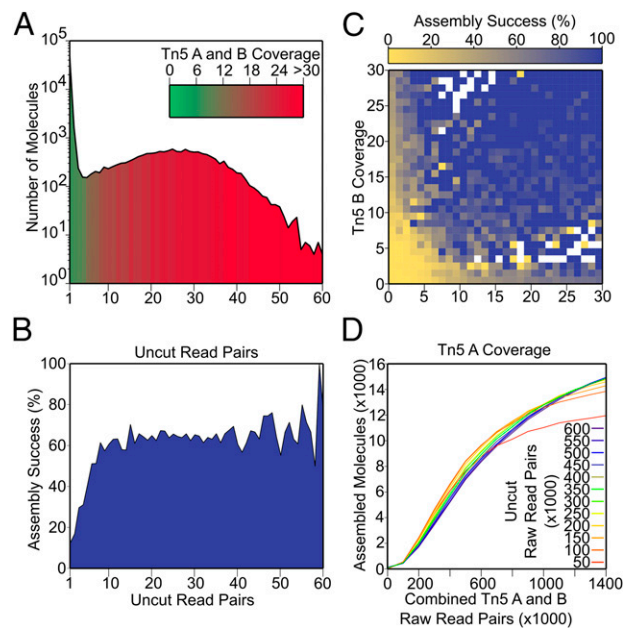 A
Tn5 A and B Coverage
0 6 12 18 24 >30
Number of Molecules
10^5
10^4
10^3
10^2
10^1
10^0
1 10 20 30 40 50 60
Uncut Read Pairs
B
Assembly Success (%)
100
80
60
40
20
0
1 10 20 30 40 50 60
Uncut Read Pairs
C
Assembly Success (%)
0 20 40 60 80 100
Tn5 B Coverage
30
25
20
15
10
5
0
0 5 10 15 20 25 30
Tn5 A Coverage
D
Assembled Molecules (x1000)
16
14
12
10
8
6
4
2
0
Uncut
Raw Read Pairs
(x1000)
600
550
500
450
400
350
300
250
200
150
100
50
200 600 1000 1400
Combined Tn5 A and B
Raw Read Pairs (x1000)